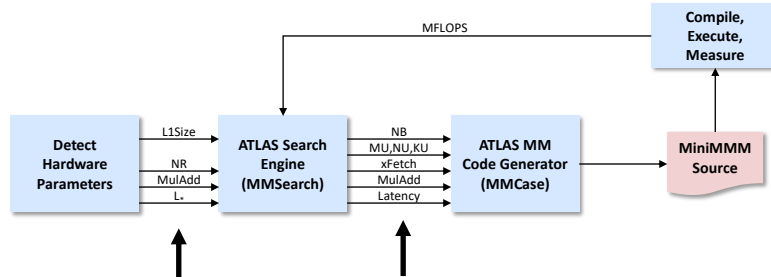 MFLOPS
Compile,
Execute,
Measure
Detect
Hardware
Parameters
L1Size
NR
MulAdd
L*
ATLAS Search
Engine
(MMSearch)
NB
MU,NU,KU
xFetch
MulAdd
Latency
ATLAS MM
Code Generator
(MMCase)
MiniMMM
Source